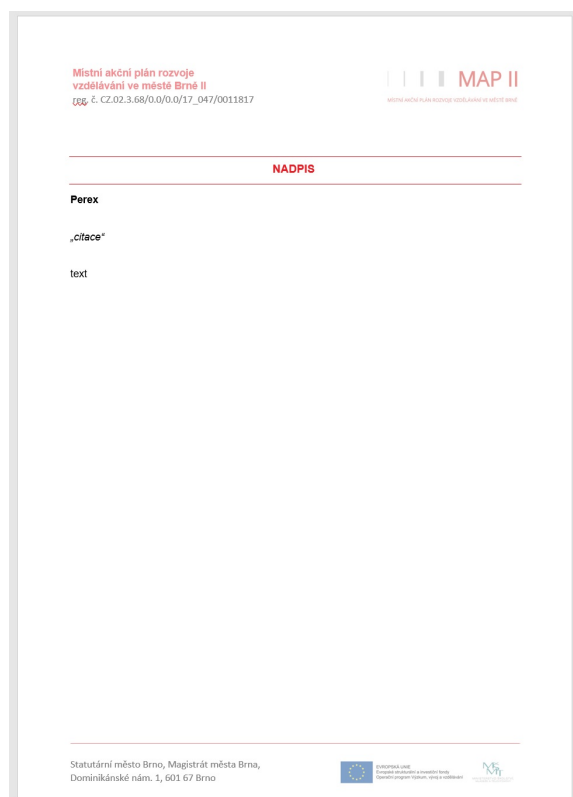 Místní akční plán rozvoje
vzdělávání ve městě Brně II
reg. č. CZ.02.3.68/0.0/0.0/17_047/0011817
MAP II
MÍSTNÍ AKČNÍ PLÁN ROZVOJE VZDĚLÁVÁNÍ VE MĚSTĚ BRNĚ
NADPIS
Perex
„citace“
text
Statutární město Brno, Magistrát města Brna,
Dominikánské nám. 1, 601 67 Brno
EVROPSKÁ UNIE
Evropské strukturální a investiční fondy
Operační program Výzkum, vývoj a vzdělávání